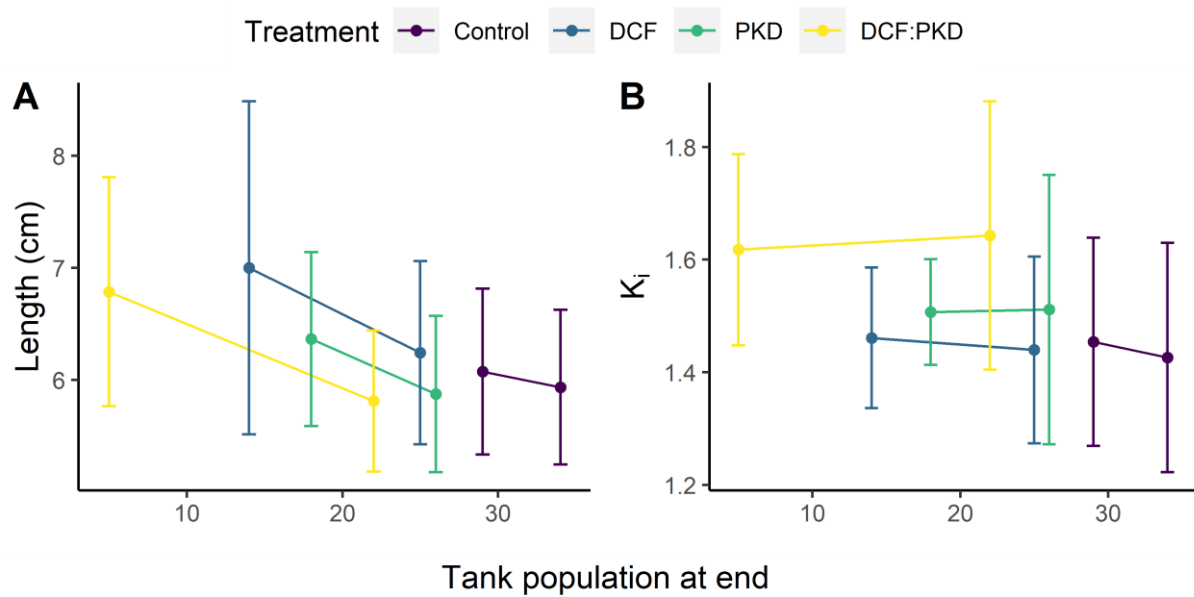 Treatment Control DCF PKD DCF:PKD
A
Length (cm)
8
7
6
10 20 30
B
K_i
1.8
1.6
1.4
1.2
10 20 30
Tank population at end